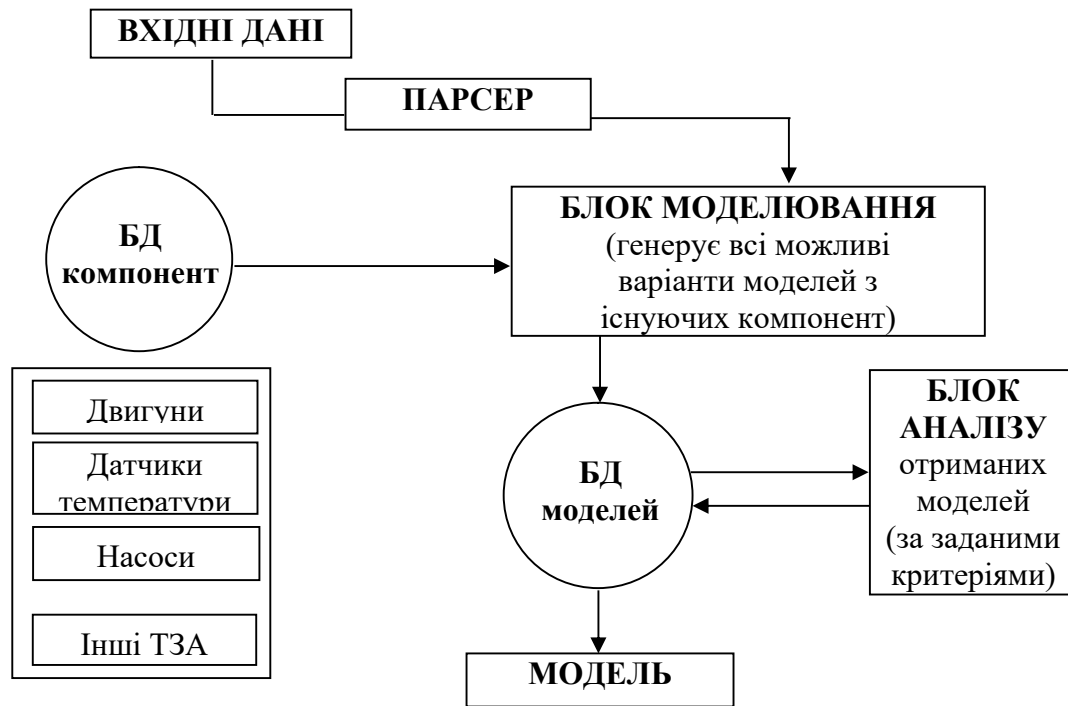 ВХІДНІ ДАНІ
ПАРСЕР
БД
компонент
БЛОК МОДЕЛЮВАННЯ
(генерує всі можливі
варіанти моделей з
існуючих компонент)
Двигуни
Датчики
температури
Насоси
Інші ТЗА
БД
моделей
БЛОК
АНАЛІЗУ
отриманих
моделей
(за заданими
критеріями)
МОДЕЛЬ